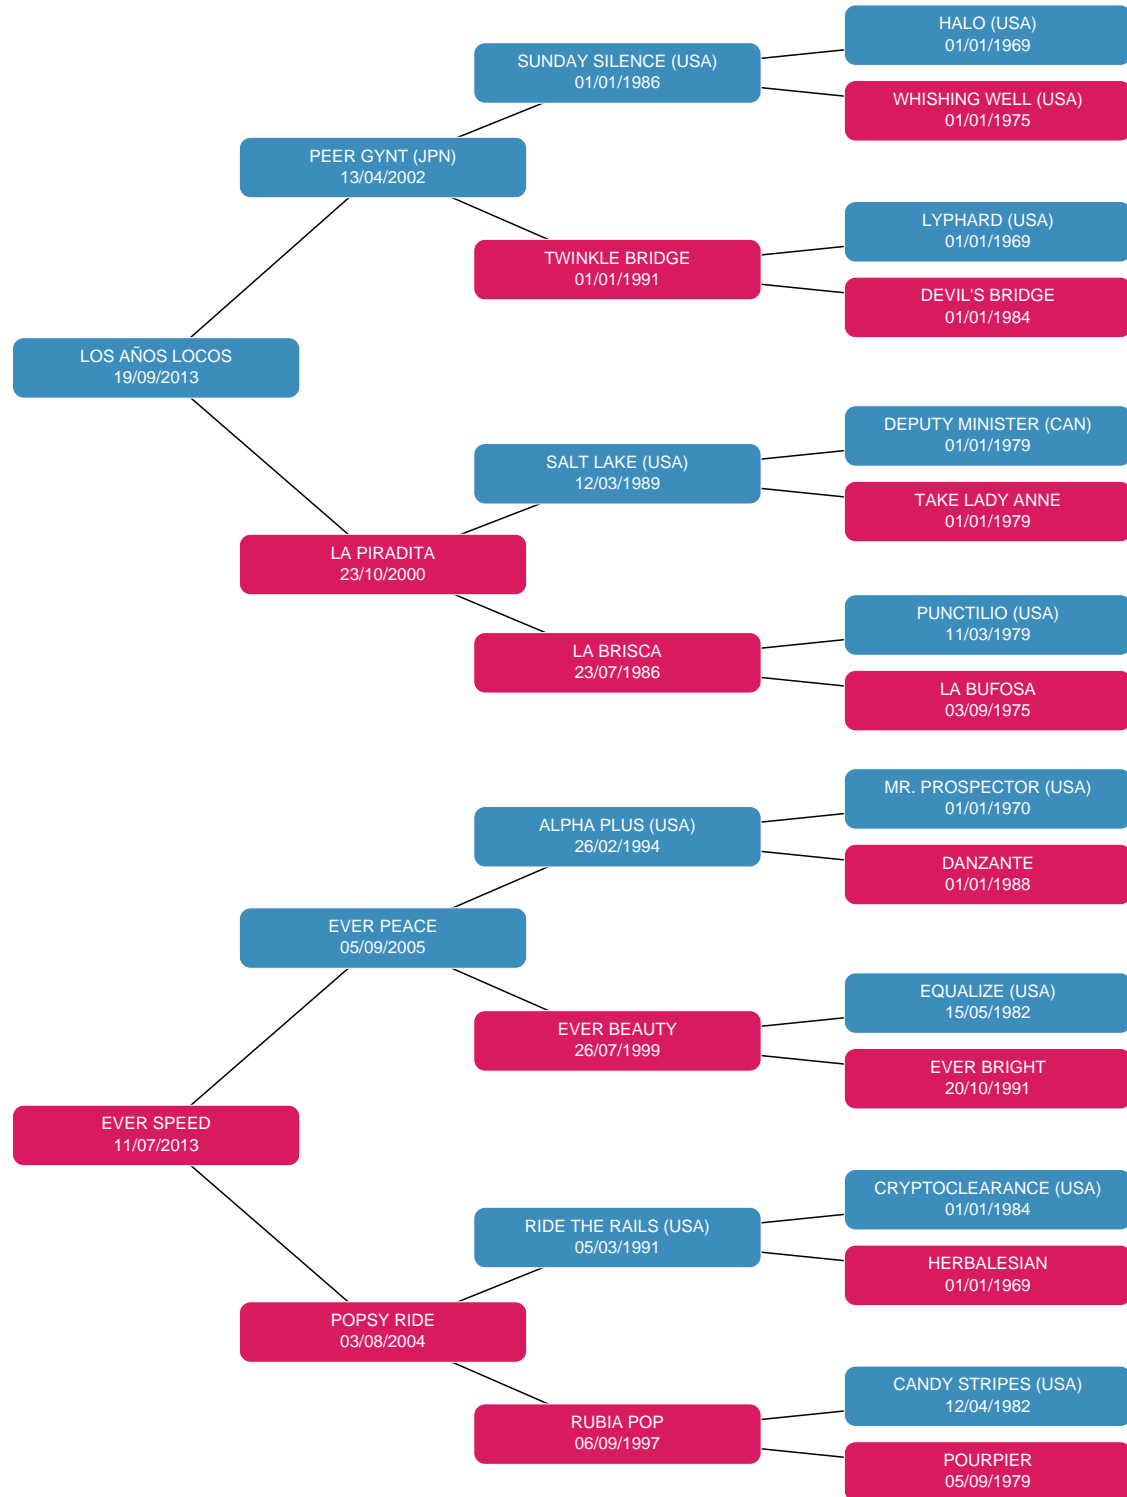 HALO (USA)
01/01/1969
SUNDAY SILENCE (USA)
01/01/1986
WHISHING WELL (USA)
01/01/1975
PEER GYNT (JPN)
13/04/2002
LYPHARD (USA)
01/01/1969
TWINKLE BRIDGE
01/01/1991
DEVIL'S BRIDGE
01/01/1984
LOS AÑOS LOCOS
19/09/2013
DEPUTY MINISTER (CAN)
01/01/1979
SALT LAKE (USA)
12/03/1989
TAKE LADY ANNE
01/01/1979
LA PIRADITA
23/10/2000
PUNCTILIO (USA)
11/03/1979
LA BRISCA
23/07/1986
LA BUFOSA
03/09/1975
MR. PROSPECTOR (USA)
01/01/1970
ALPHA PLUS (USA)
26/02/1994
DANZANTE
01/01/1988
EVER PEACE
05/09/2005
EQUALIZE (USA)
15/05/1982
EVER BEAUTY
26/07/1999
EVER BRIGHT
20/10/1991
EVER SPEED
11/07/2013
CRYPTOCLEARANCE (USA)
01/01/1984
RIDE THE RAILS (USA)
05/03/1991
HERBALESIAN
01/01/1969
POPSY RIDE
03/08/2004
CANDY STRIPES (USA)
12/04/1982
RUBIA POP
06/09/1997
POURPIER
05/09/1979